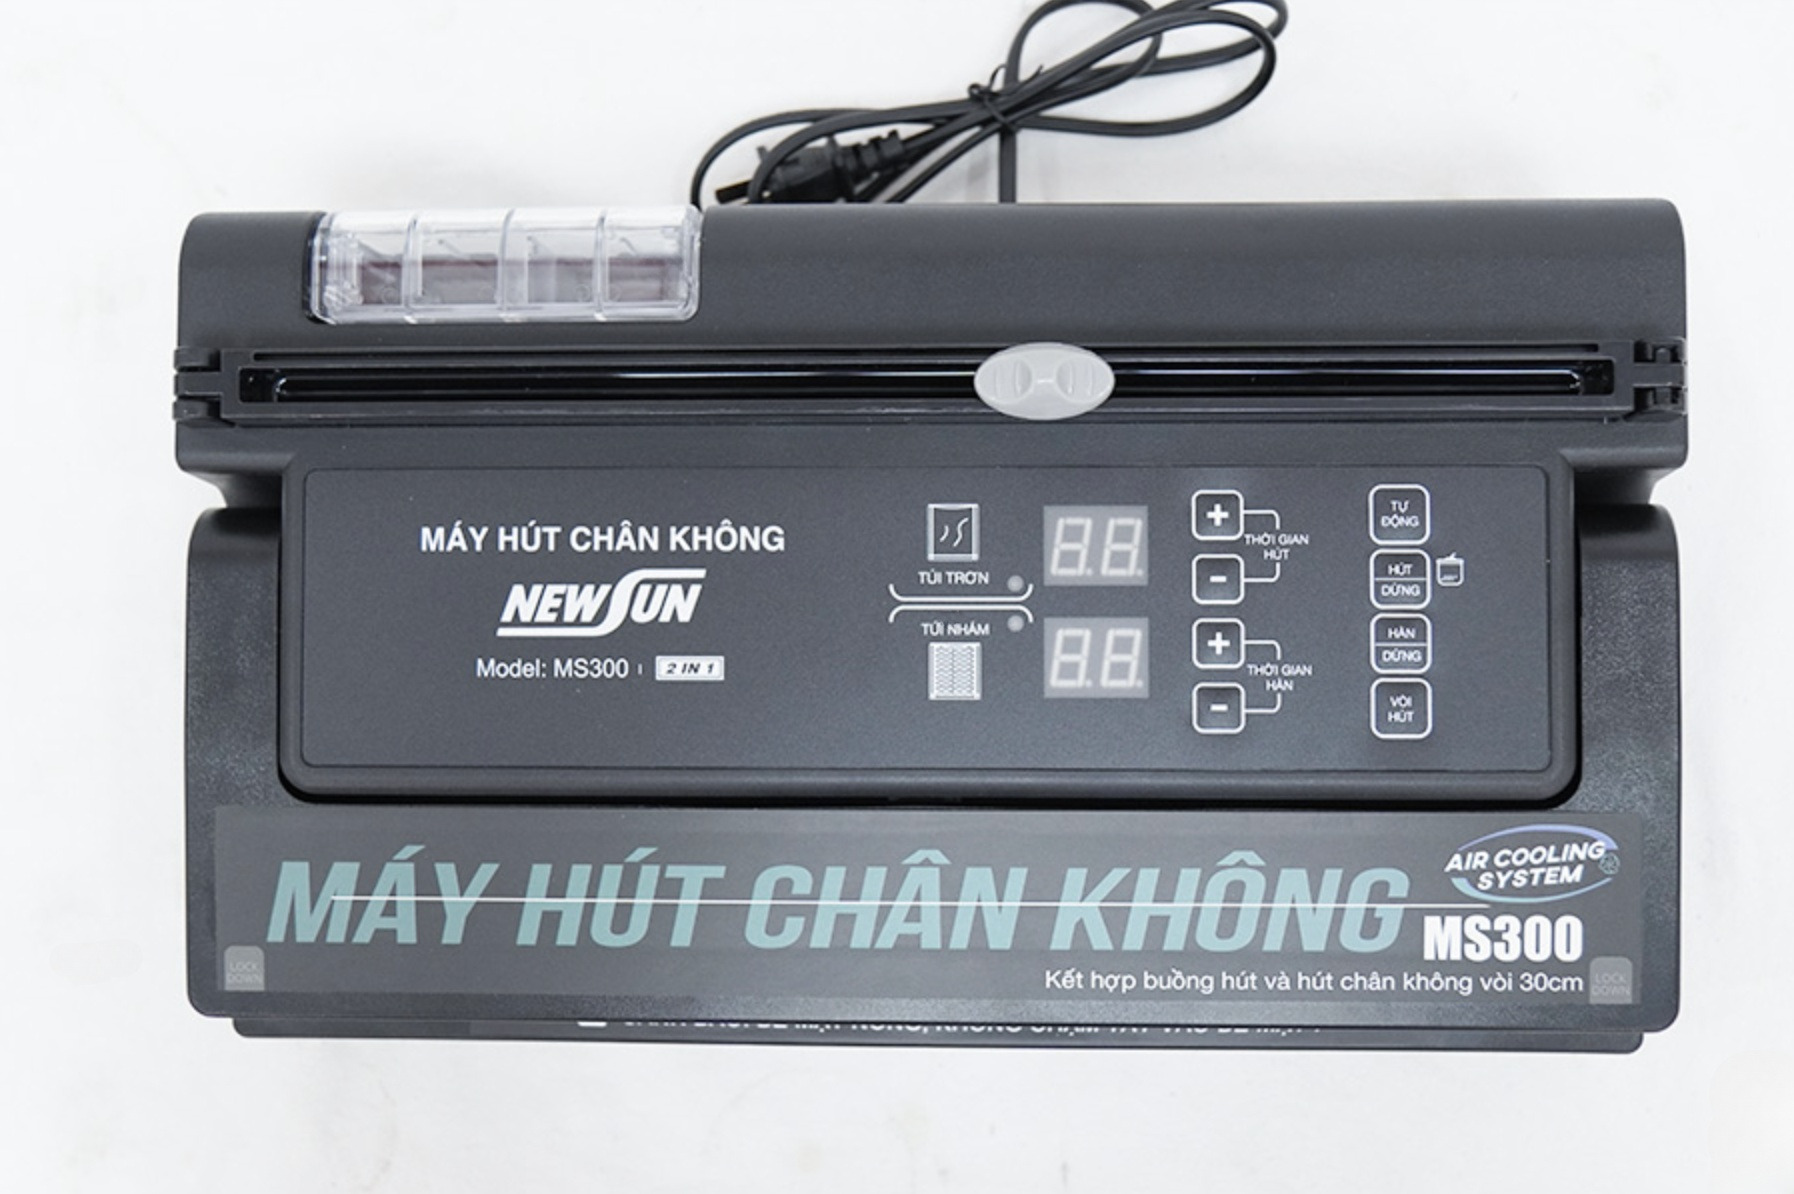 MÁY HÚT CHÂN KHÔNG
NEWSUN
Model: MS300
2 IN 1
TÚI TRƠN
TÚI NHÁM
88
88
+
-
THỜI GIAN
HÚT
+
-
THỜI GIAN
HÀN
TỰ
ĐỘNG
HÚT
DỪNG
HÀN
DỪNG
VÒI
HÚT
MÁY HÚT CHÂN KHÔNG
AIR COOLING
SYSTEM
MS300
Kết hợp buồng hút và hút chân không vòi 30cm
LOCK
DOWN
LOCK
DOWN